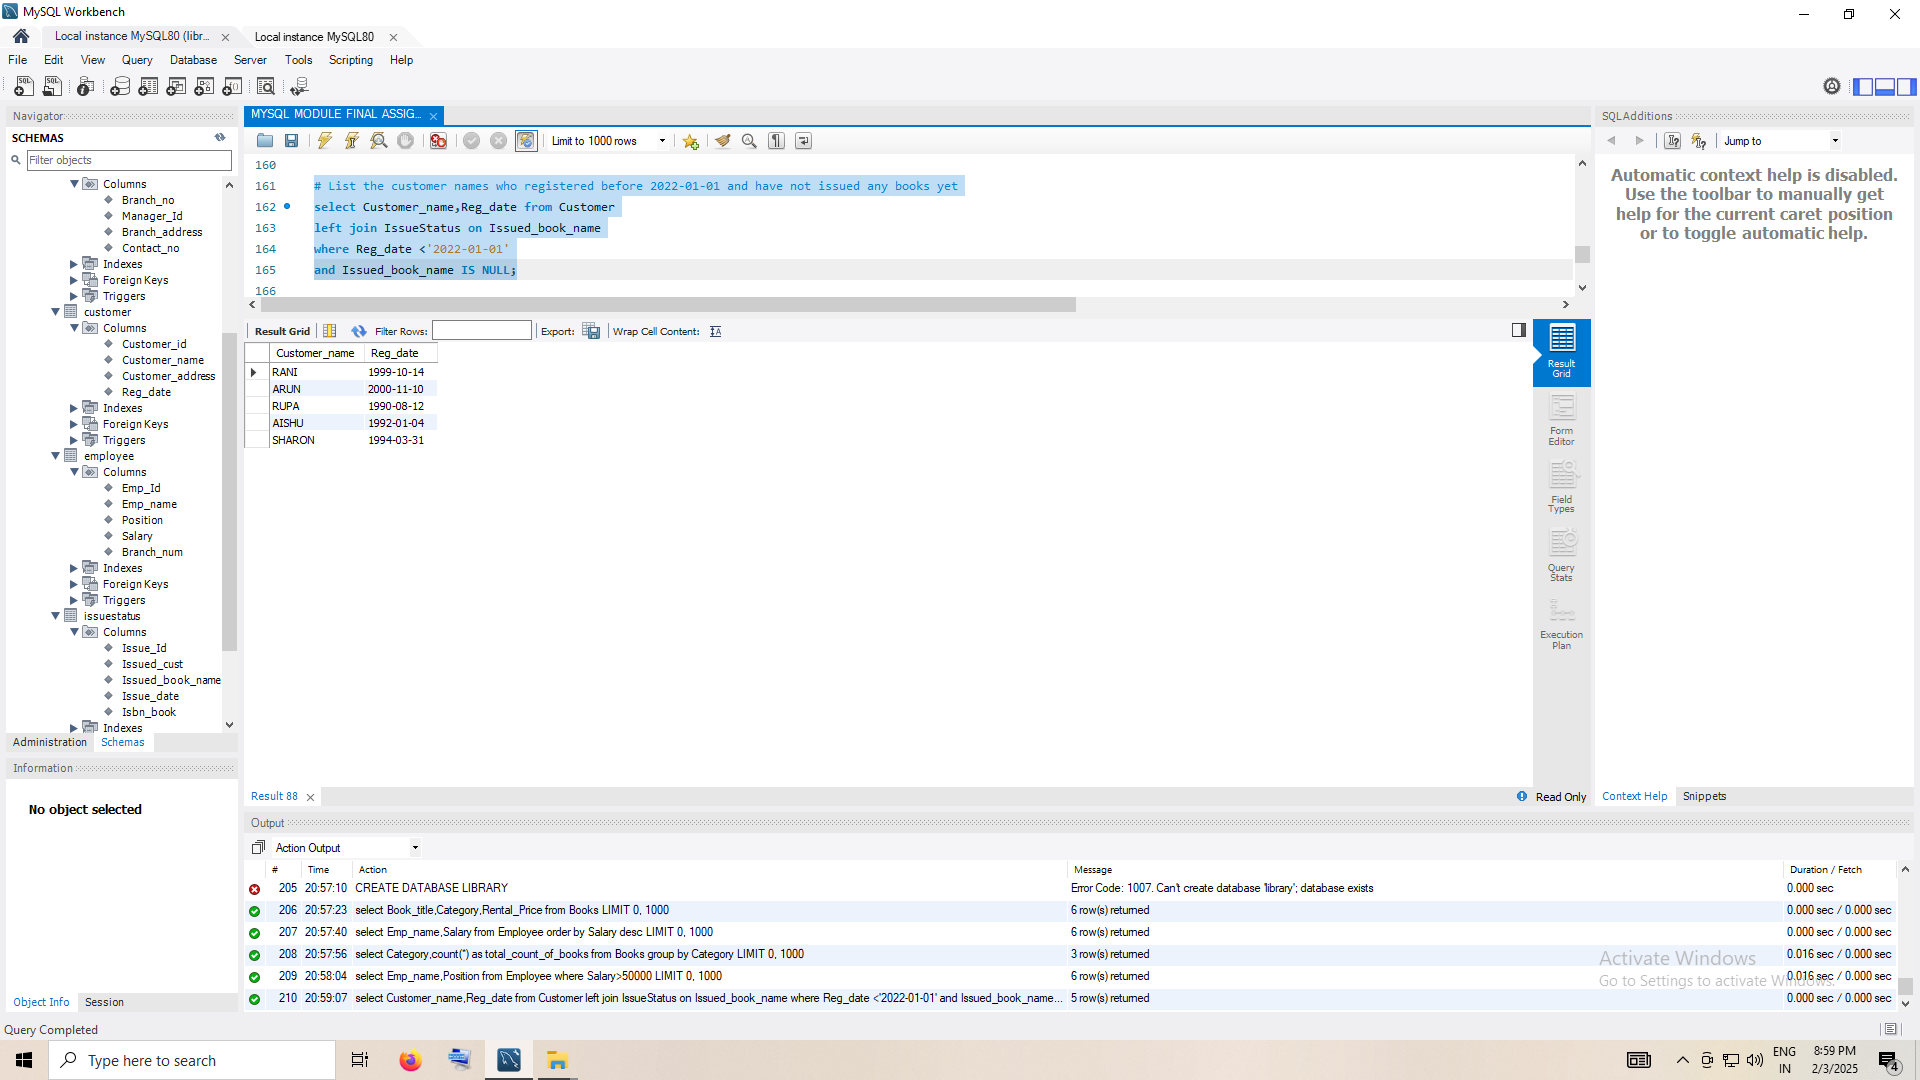 MySQL Workbench
Local instance MySQL80 (libr...
Local instance MySQL80
File Edit View Query Database Server Tools Scripting Help
Navigator
SCHEMAS
Filter objects
Columns
Branch_no
Manager_Id
Branch_address
Contact_no
Indexes
Foreign Keys
Triggers
customer
Columns
Customer_id
Customer_name
Customer_address
Reg_date
Indexes
Foreign Keys
Triggers
employee
Columns
Emp_Id
Emp_name
Position
Salary
Branch_num
Indexes
Foreign Keys
Triggers
issuestatus
Columns
Issue_Id
Issued_cust
Issued_book_name
Issue_date
Isbn_book
Indexes
Administration Schemas
Information
No object selected
Object Info Session
MYSQL MODULE FINAL ASSIG...
Limit to 1000 rows
160
161 # List the customer names who registered before 2022-01-01 and have not issued any books yet
162 select Customer_name,Reg_date from Customer
163 left join IssueStatus on Issued_book_name
164 where Reg_date <'2022-01-01'
165 and Issued_book_name IS NULL;
166
Result Grid Filter Rows: Export: Wrap Cell Content:
Customer_name Reg_date
RANI 1999-10-14
ARUN 2000-11-10
RUPA 1990-08-12
AISHU 1992-01-04
SHARON 1994-03-31
Result Grid
Form Editor
Field Types
Query Stats
Execution Plan
Result 88
Read Only
SQLAdditions
Jump to
Automatic context help is disabled.
Use the toolbar to manually get
help for the current caret position
or to toggle automatic help.
Context Help Snippets
Output
Action Output
# Time Action Message Duration / Fetch
205 20:57:10 CREATE DATABASE LIBRARY Error Code: 1007. Can't create database 'library'; database exists 0.000 sec
206 20:57:23 select Book_title,Category,Rental_Price from Books LIMIT 0, 1000 6 row(s) returned 0.000 sec / 0.000 sec
207 20:57:40 select Emp_name,Salary from Employee order by Salary desc LIMIT 0, 1000 6 row(s) returned 0.000 sec / 0.000 sec
208 20:57:56 select Category,count(*) as total_count_of_books from Books group by Category LIMIT 0, 1000 3 row(s) returned 0.016 sec / 0.000 sec
209 20:58:04 select Emp_name,Position from Employee where Salary>50000 LIMIT 0, 1000 6 row(s) returned 0.016 sec / 0.000 sec
210 20:59:07 select Customer_name,Reg_date from Customer left join IssueStatus on Issued_book_name where Reg_date <'2022-01-01' and Issued_book_name... 5 row(s) returned 0.000 sec / 0.000 sec
Activate Windows
Go to Settings to activate Windows.
Query Completed
Type here to search
ENG
IN
8:59 PM
2/3/2025
4